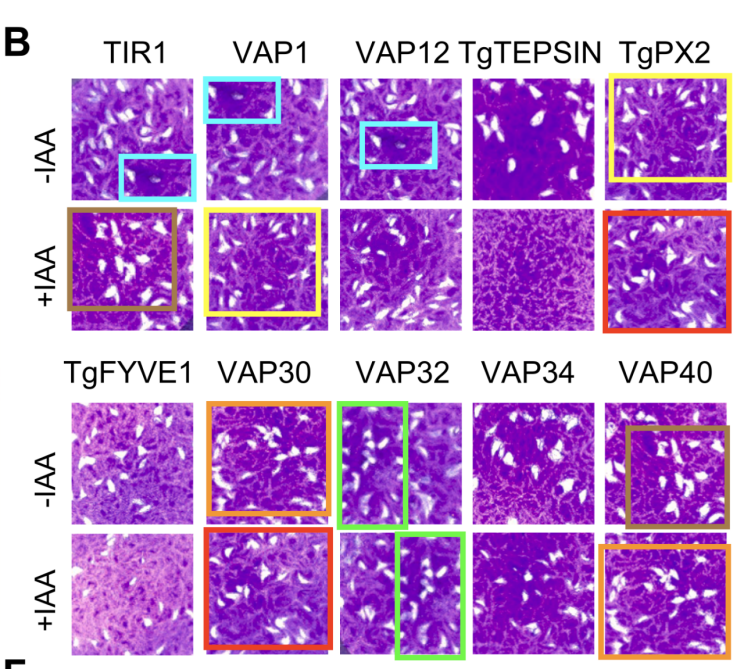 B
TIR1 VAP1 VAP12 TgTEPSIN TgPX2
-IAA
+IAA
TgFYVE1 VAP30 VAP32 VAP34 VAP40
-IAA
+IAA